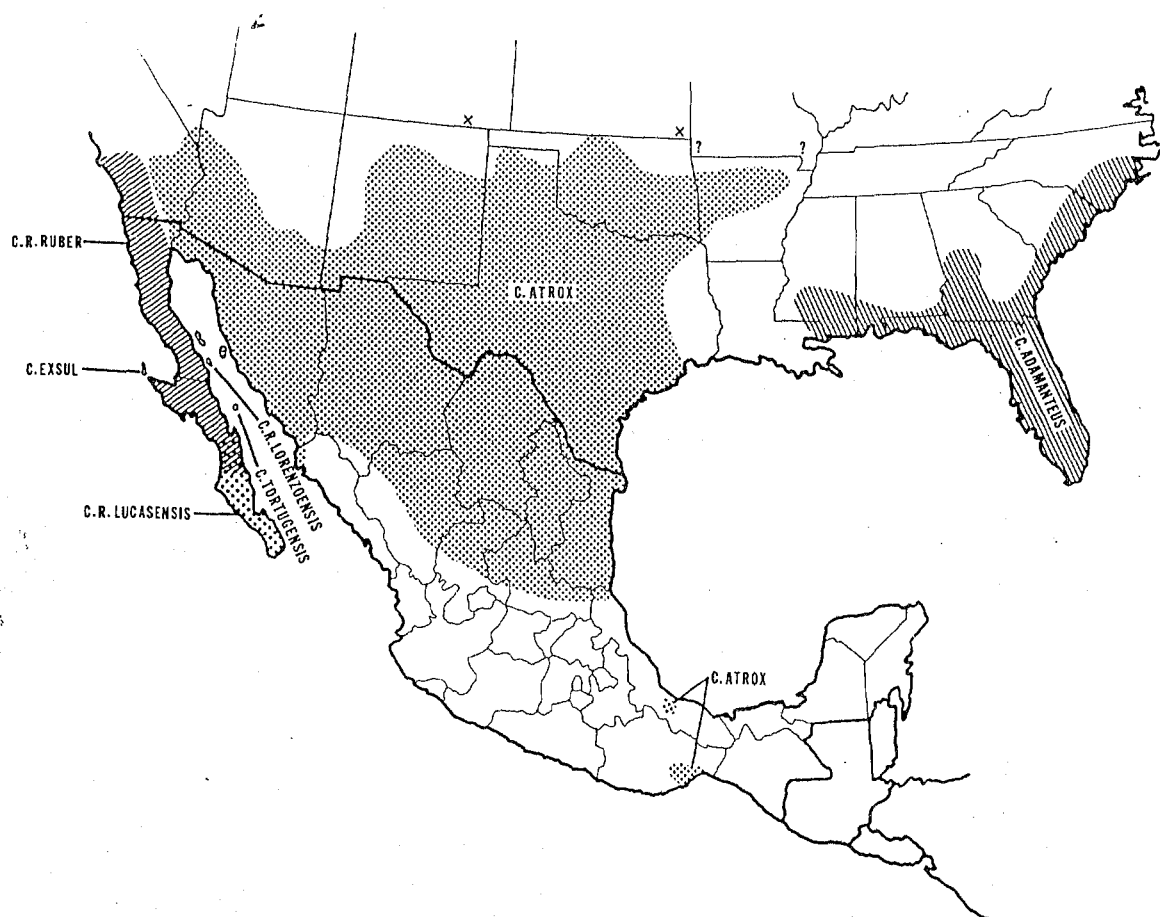 X
X
?
?
C.R. RUBER
C. ATROX
C. EXSUL
C. ADAMANTEUS
C.R. LORENZOENSIS
C. TORTUGENSIS
C.R. LUCASENSIS
C. ATROX